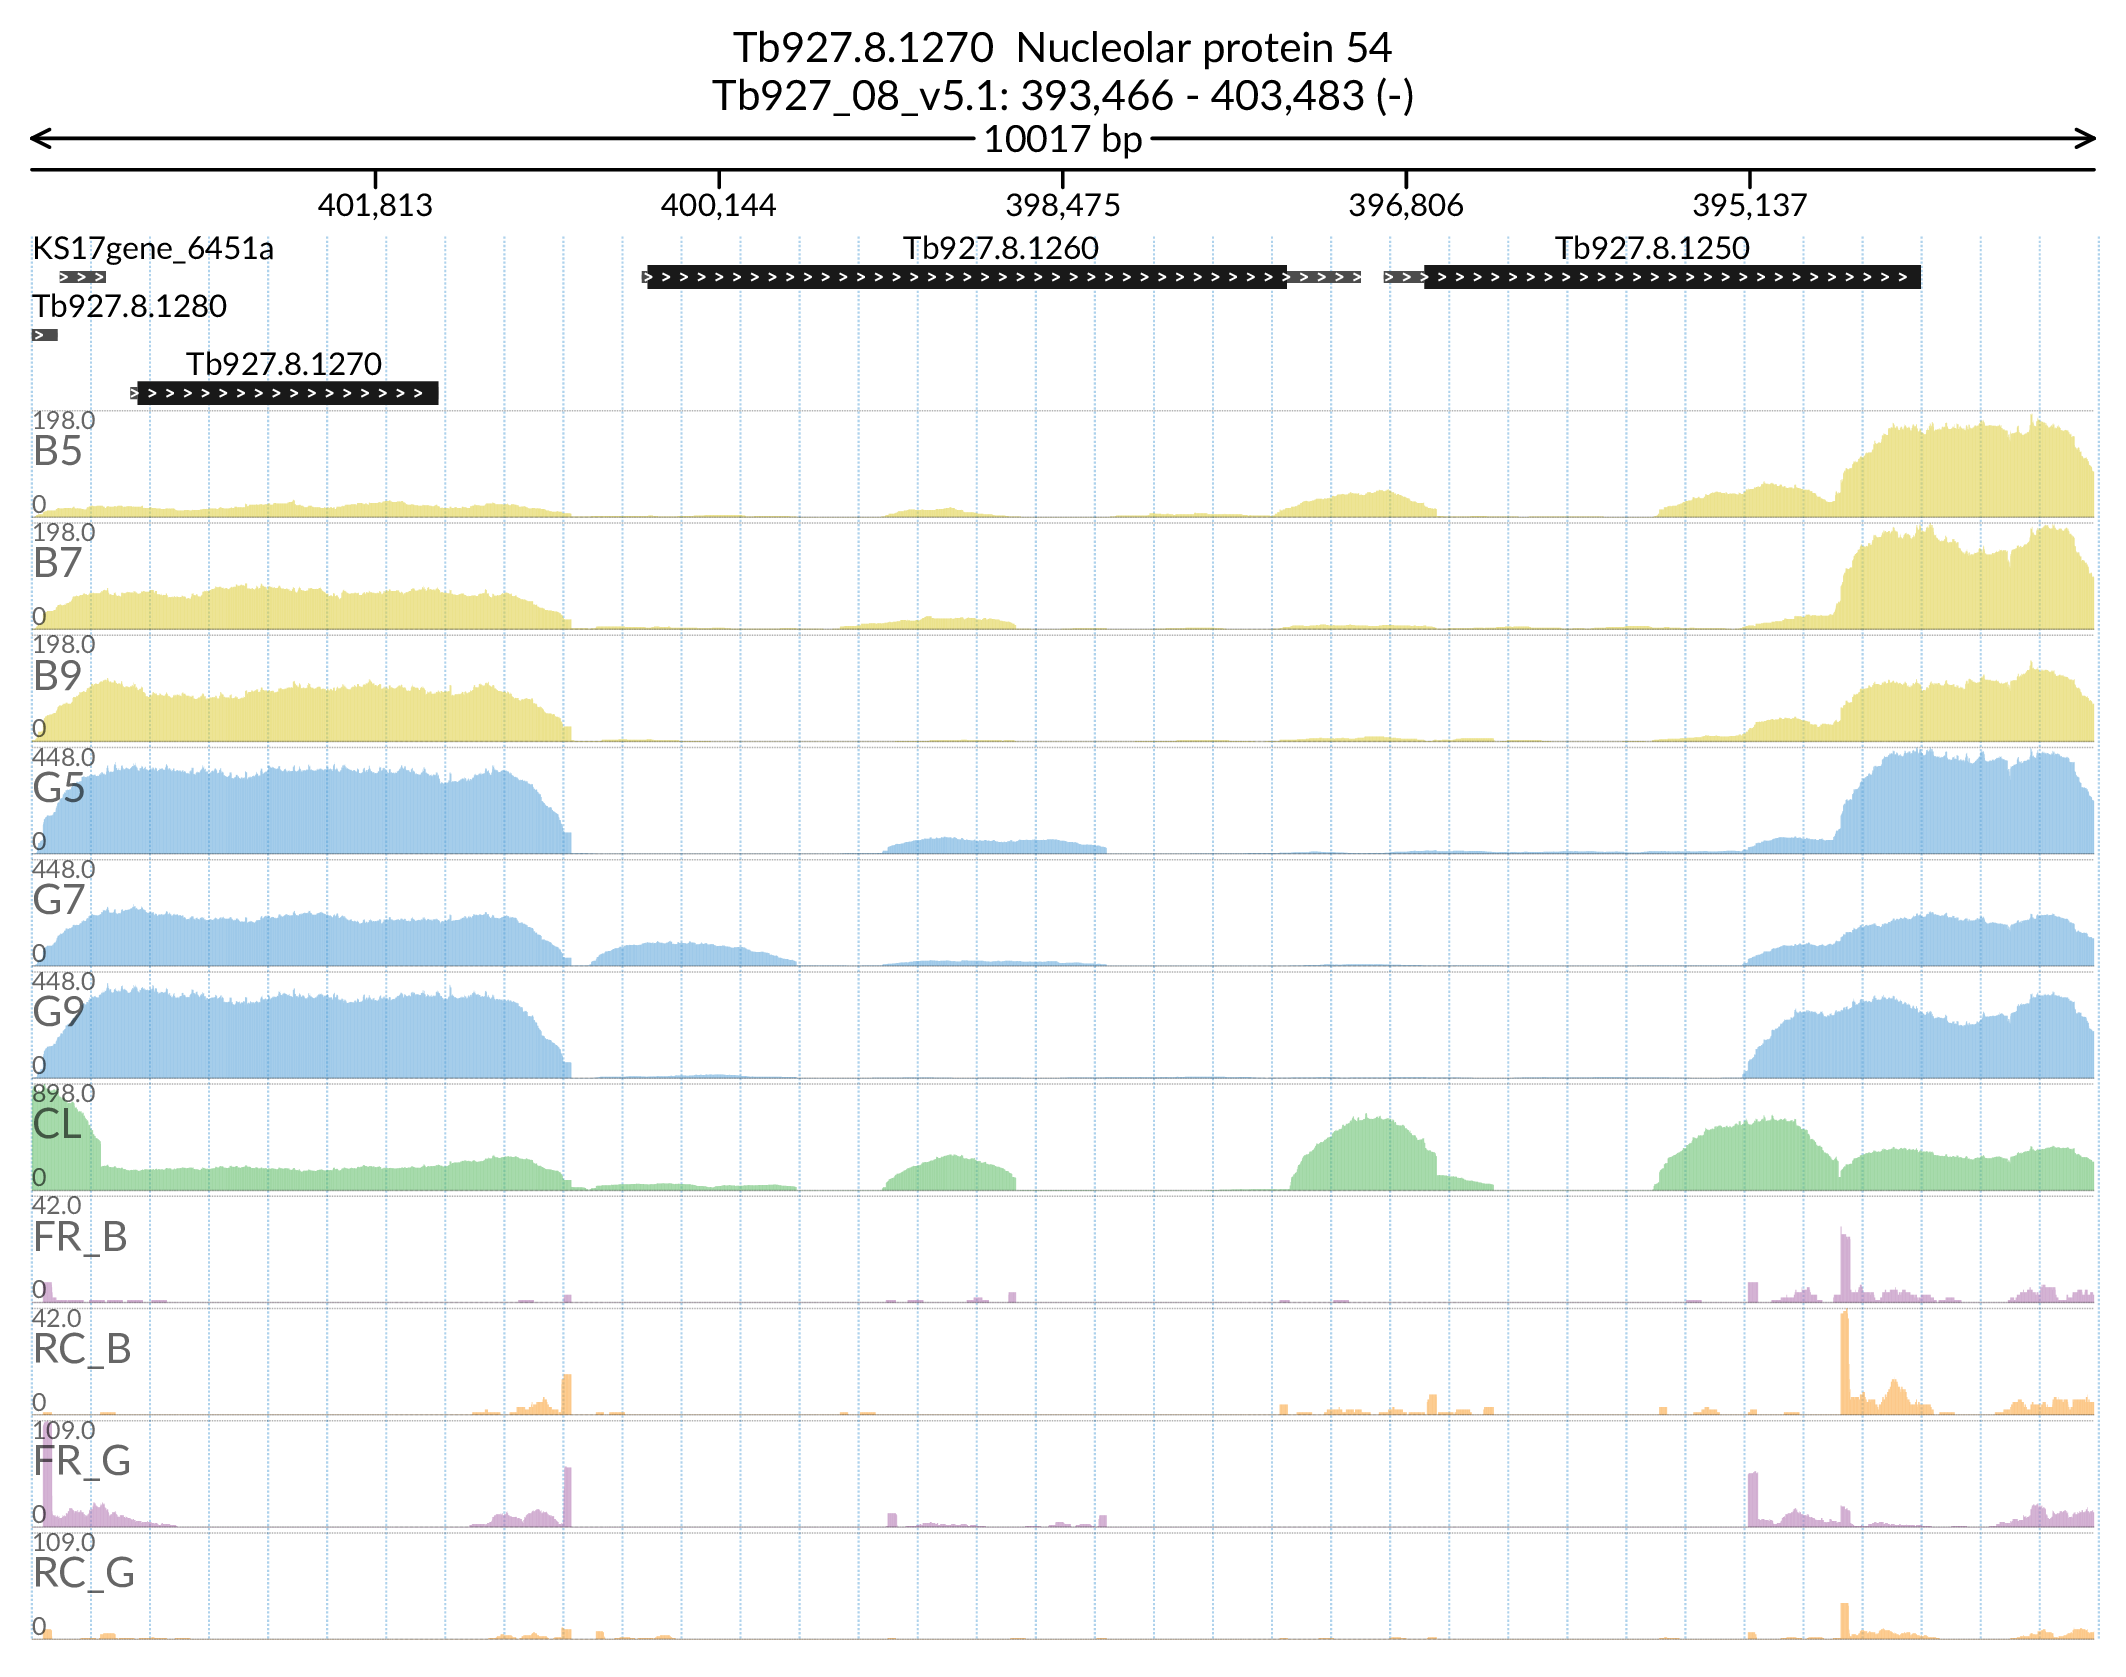 Tb927.8.1270 Nucleolar protein 54
Tb927_08_v5.1: 393,466 - 403,483 (-)
10017 bp
401,813 400,144 398,475 396,806 395,137
KS17gene_6451a Tb927.8.1260 Tb927.8.1250
Tb927.8.1280
Tb927.8.1270
198.0
B5
0
198.0
B7
0
198.0
B9
0
448.0
G5
0
448.0
G7
0
448.0
G9
0
898.0
CL
0
42.0
FR_B
0
42.0
RC_B
0
109.0
FR_G
0
109.0
RC_G
0